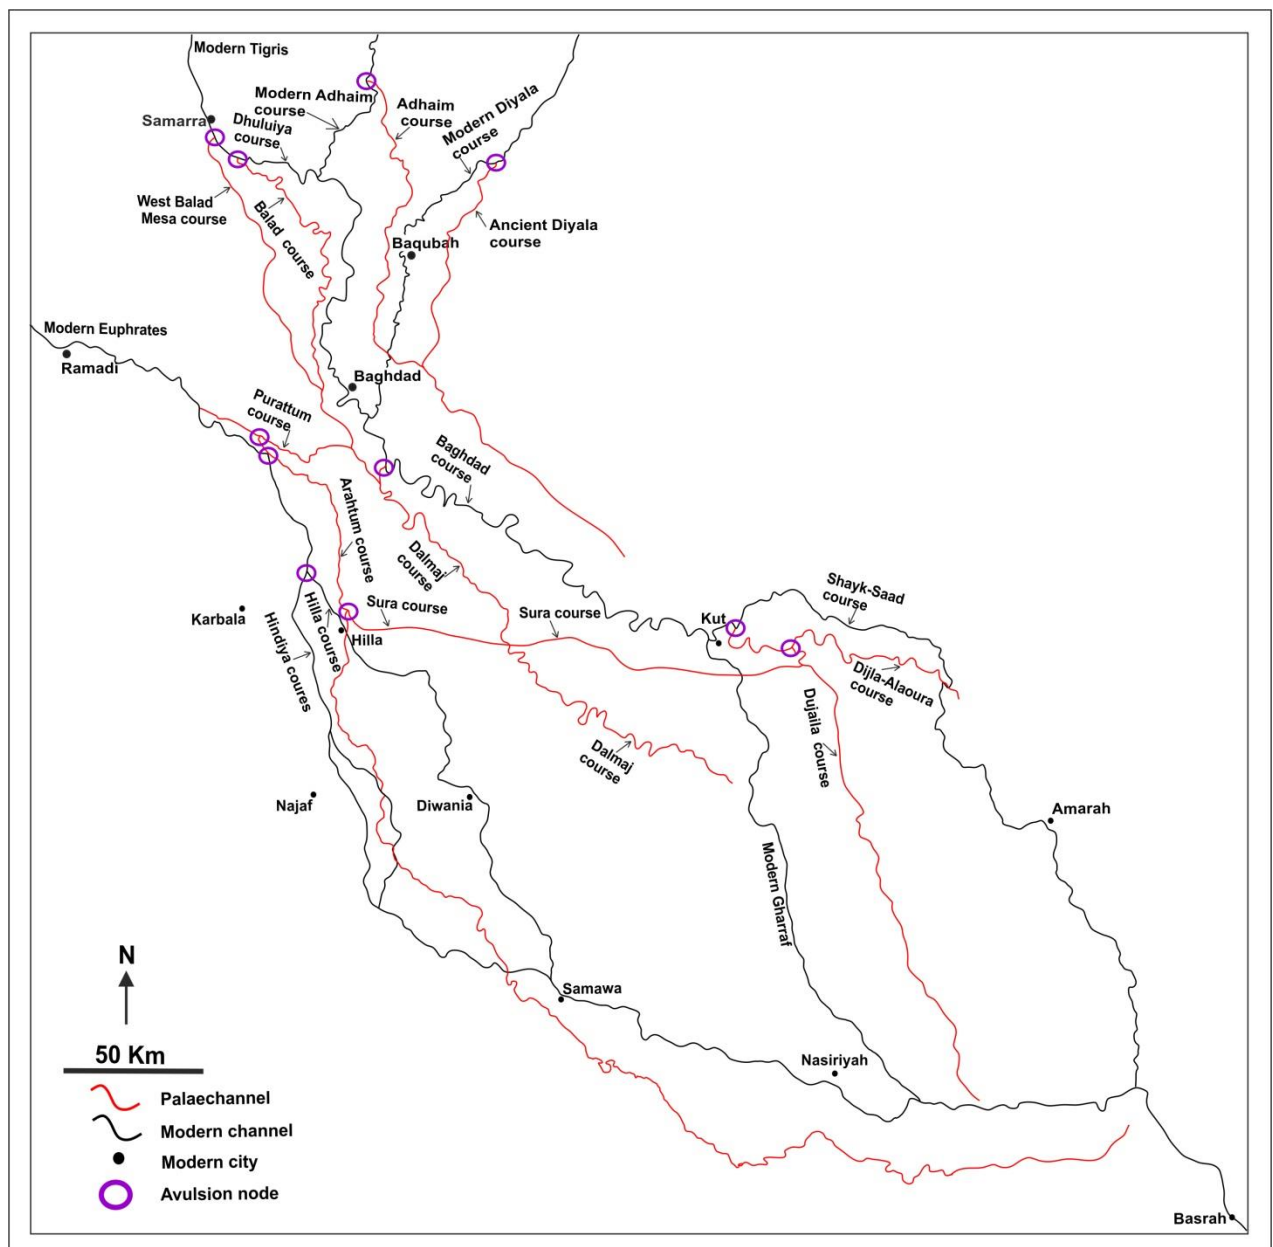 Modern Tigris
Modern Adhaim
course
Adhaim
course
Modern Diyala
course
Samarra
Dhuluiya
course
West Balad
Mesa course
Balad course
Ancient Diyala
course
Baqubah
Modern Euphrates
Ramadi
Baghdad
Purattum
course
Baghdad
course
Arahtum course
Dalmaj
course
Shayk-Saad
course
Karbala
Hindiya coures
Hilla course
Sura course
Hilla
Sura course
Kut
Dijla-Alaoura
course
Dujaila course
Dalmaj
course
Najaf
Diwania
Amarah
Modern Gharraf
N
Samawa
50 Km
Nasiriyah
Palaechannel
Modern channel
Modern city
Avulsion node
Basrah